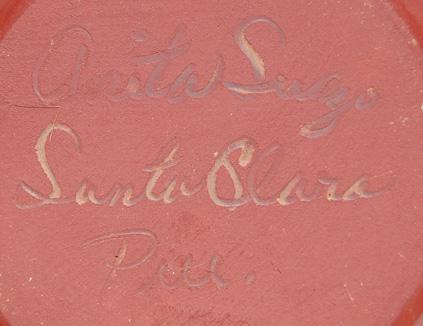 Anita Suazo
Santa Clara
Pue.